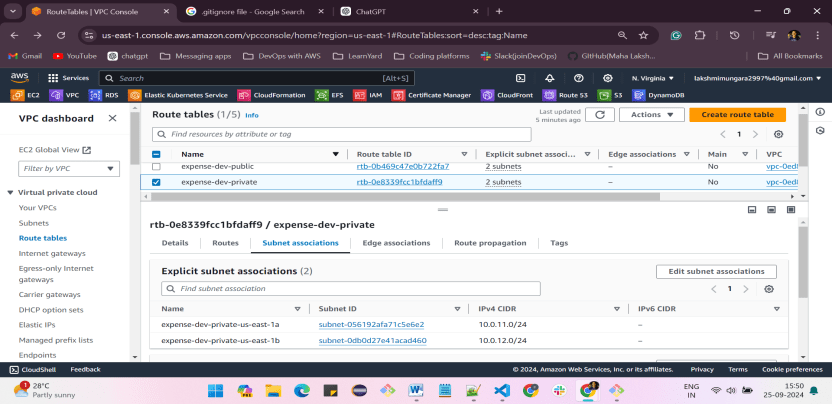 RouteTables | VPC Console
.gitignore file - Google Search
ChatGPT
us-east-1.console.aws.amazon.com/vpcconsole/home?region=us-east-1#RouteTables:sort=desc:tag:Name
Gmail YouTube chatgpt Messaging apps DevOps with AWS LearnYard Coding platforms Slack(joinDevOps) GitHub(Maha Laksh... All Bookmarks
aws Services Search [Alt+S] N. Virginia lakshmimungara2997%40gmail.com
EC2 VPC RDS Elastic Kubernetes Service CloudFormation EFS IAM Certificate Manager CloudFront Route 53 S3 DynamoDB
VPC dashboard
EC2 Global View
Filter by VPC
Virtual private cloud
Your VPCs
Subnets
Route tables
Internet gateways
Egress-only Internet
gateways
Carrier gateways
DHCP option sets
Elastic IPs
Managed prefix lists
Endpoints
Route tables (1/5) Info
Last updated
5 minutes ago
Actions
Create route table
Find resources by attribute or tag
1
Name Route table ID Explicit subnet associ... Edge associations Main VPC
expense-dev-public rtb-0b469c47e0b722fa7 2 subnets – No vpc-0ed8
expense-dev-private rtb-0e8339fcc1bfdaff9 2 subnets – No vpc-0ed8
rtb-0e8339fcc1bfdaff9 / expense-dev-private
Details Routes Subnet associations Edge associations Route propagation Tags
Explicit subnet associations (2)
Edit subnet associations
Find subnet association
1
Name Subnet ID IPv4 CIDR IPv6 CIDR
expense-dev-private-us-east-1a subnet-056192afa71c5e6e2 10.0.11.0/24 –
expense-dev-private-us-east-1b subnet-0db0d27e41acad460 10.0.12.0/24 –
CloudShell Feedback © 2024, Amazon Web Services, Inc. or its affiliates. Privacy Terms Cookie preferences
1
28°C
Partly sunny
ENG
IN
15:50
25-09-2024